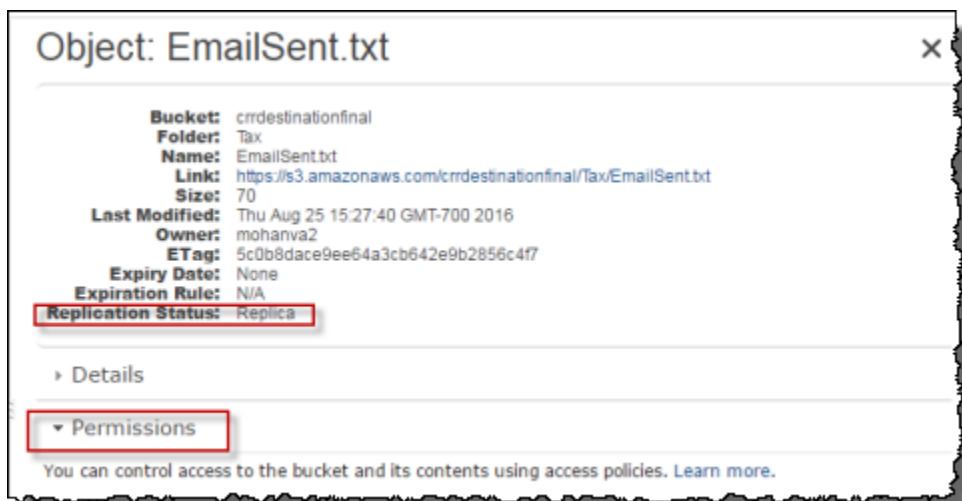 Object: EmailSent.txt
Bucket: crrdestinationfinal
Folder: Tax
Name: EmailSent.txt
Link: https://s3.amazonaws.com/crrdestinationfinal/Tax/EmailSent.txt
Size: 70
Last Modified: Thu Aug 25 15:27:40 GMT-700 2016
Owner: mohanva2
ETag: 5c0b8dace9ee64a3cb642e9b2856c4f7
Expiry Date: None
Expiration Rule: N/A
Replication Status: Replica
Details
Permissions
You can control access to the bucket and its contents using access policies. Learn more.